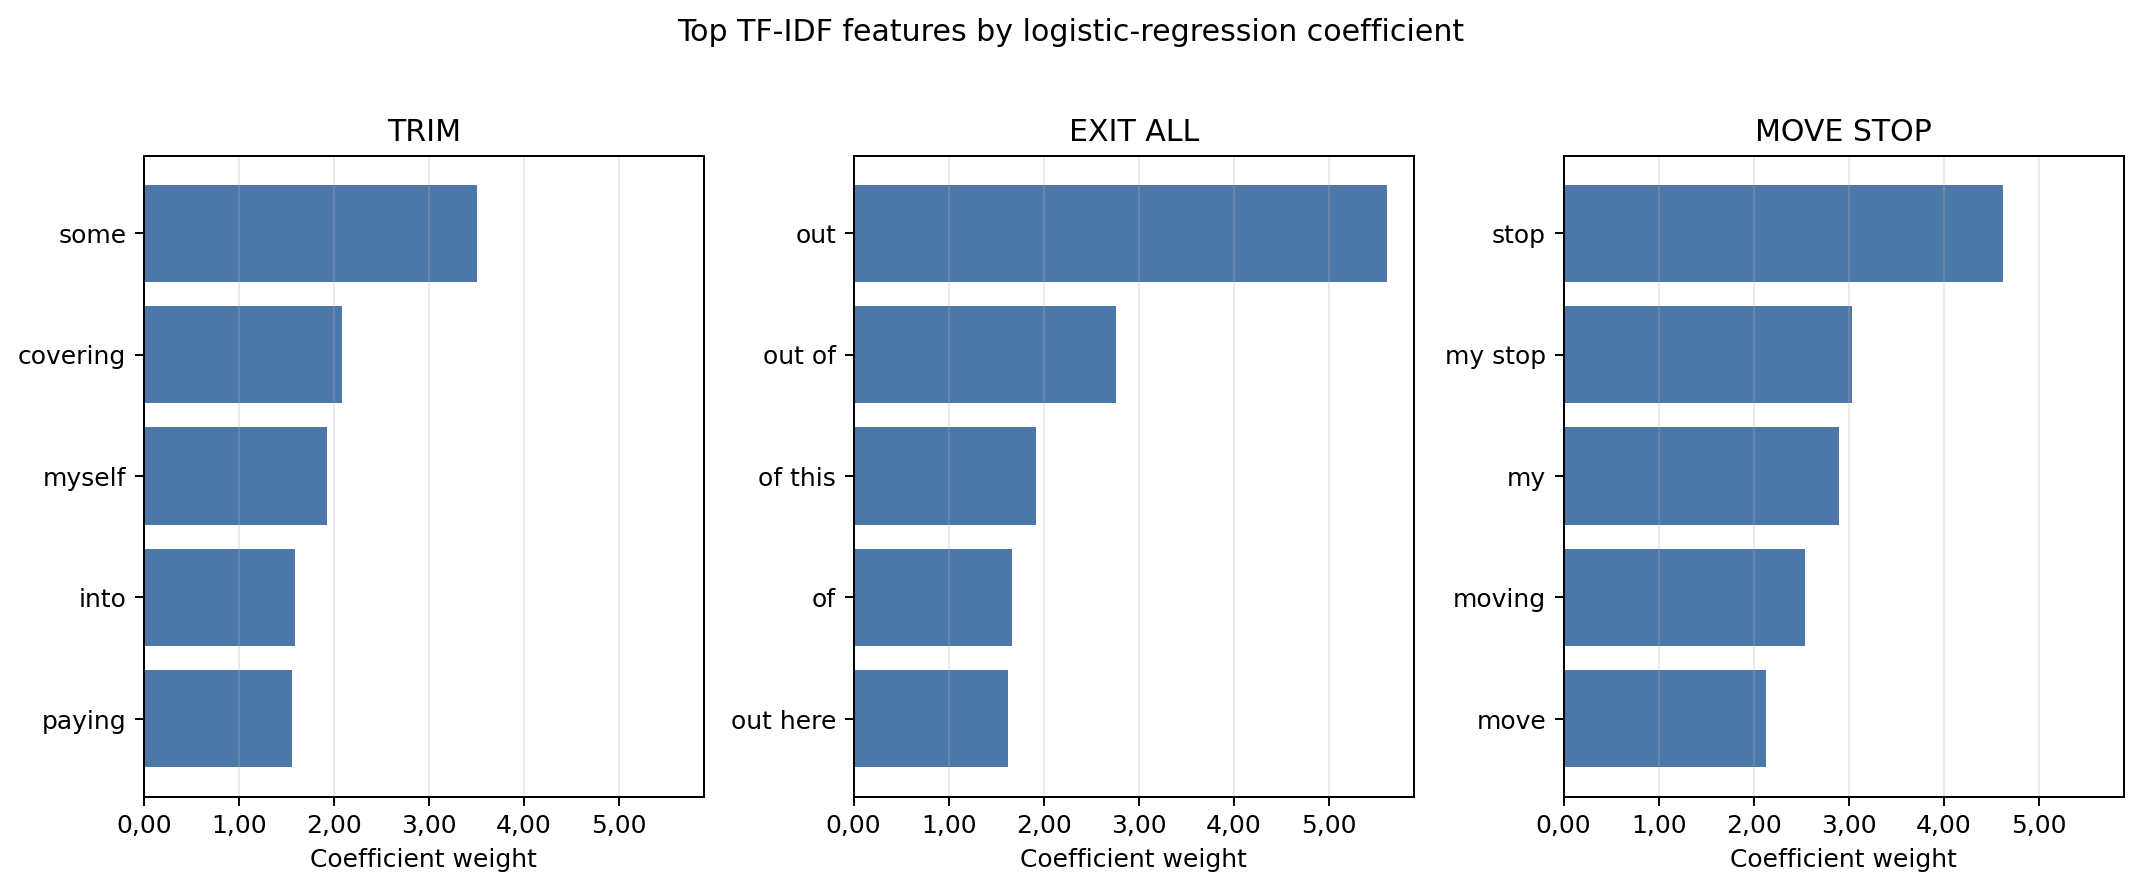 Top TF-IDF features by logistic-regression coefficient
TRIM
some
covering
myself
into
paying
0,00 1,00 2,00 3,00 4,00 5,00
Coefficient weight
EXIT ALL
out
out of
of this
of
out here
0,00 1,00 2,00 3,00 4,00 5,00
Coefficient weight
MOVE STOP
stop
my stop
my
moving
move
0,00 1,00 2,00 3,00 4,00 5,00
Coefficient weight